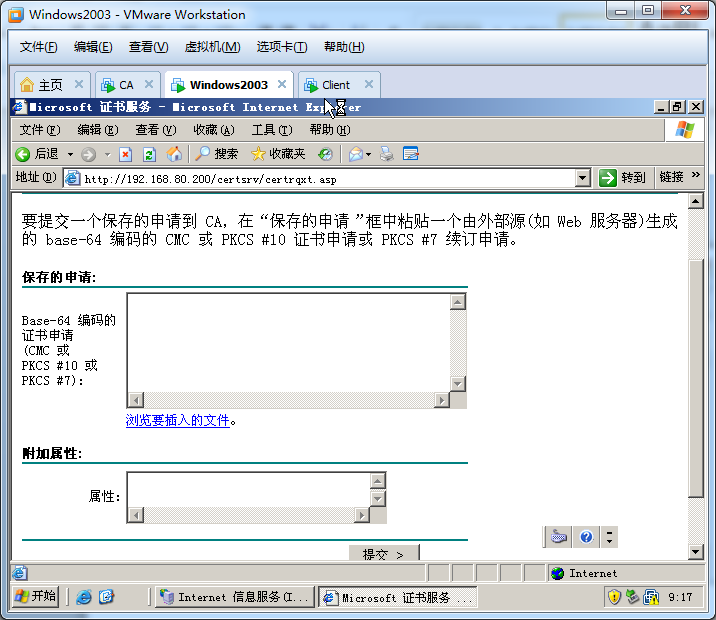 Windows2003 - VMware Workstation
文件(F) 编辑(E) 查看(V) 虚拟机(M) 选项卡(T) 帮助(H)
主页 CA Windows2003 Client
Microsoft 证书服务 - Microsoft Internet Explorer
文件(F) 编辑(E) 查看(V) 收藏(A) 工具(T) 帮助(H)
后退 搜索 收藏夹
地址(D) http://192.168.80.200/certsrv/certrqxt.asp 转到 链接 »
要提交一个保存的申请到 CA，在“保存的申请 ”框中粘贴一个由外部源(如 Web 服务器)生成
的 base-64 编码的 CMC 或 PKCS #10 证书申请或 PKCS #7 续订申请。
保存的申请:
Base-64 编码的
证书申请
(CMC 或
PKCS #10 或
PKCS #7):
浏览要插入的文件。
附加属性:
属性:
提交 >
Internet
开始 Internet 信息服务(I... Microsoft 证书服务 ... 9:17